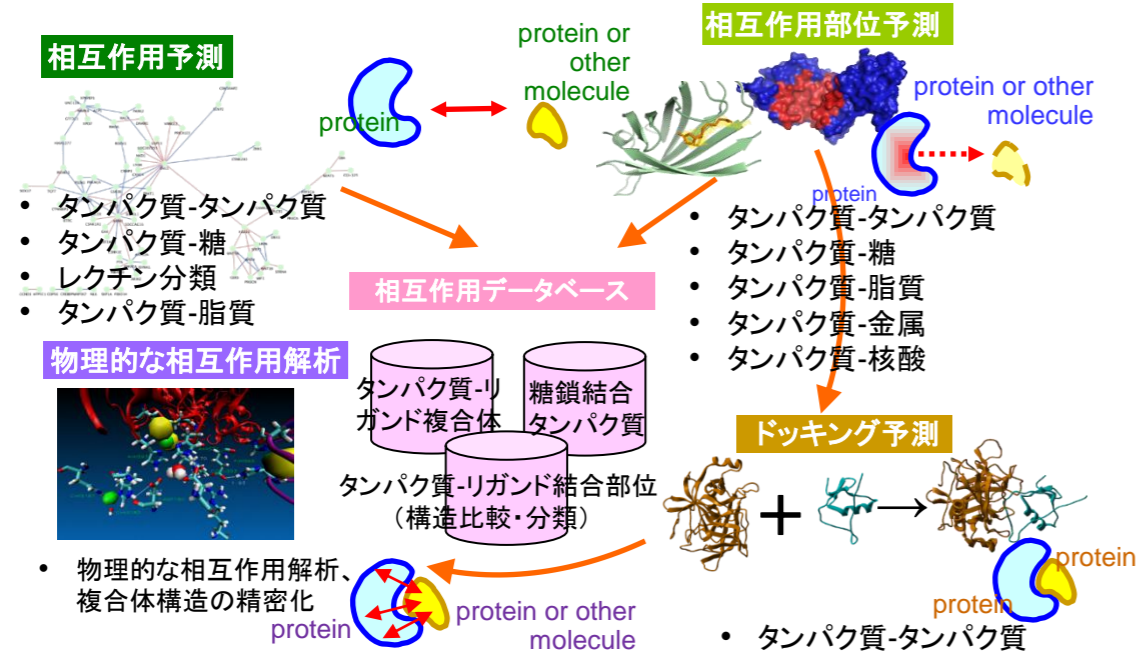 相互作用予測
protein
protein or
other
molecule
• タンパク質-タンパク質
• タンパク質-糖
• レクチン分類
• タンパク質-脂質
相互作用部位予測
protein or other
molecule
protein
• タンパク質-タンパク質
• タンパク質-糖
• タンパク質-脂質
• タンパク質-金属
• タンパク質-核酸
相互作用データベース
タンパク質-リ
ガンド複合体
糖鎖結合
タンパク質
タンパク質-リガンド結合部位
（構造比較・分類）
物理的な相互作用解析
• 物理的な相互作用解析、
複合体構造の精密化
protein
protein or other
molecule
ドッキング予測
+
→
protein
protein
• タンパク質-タンパク質